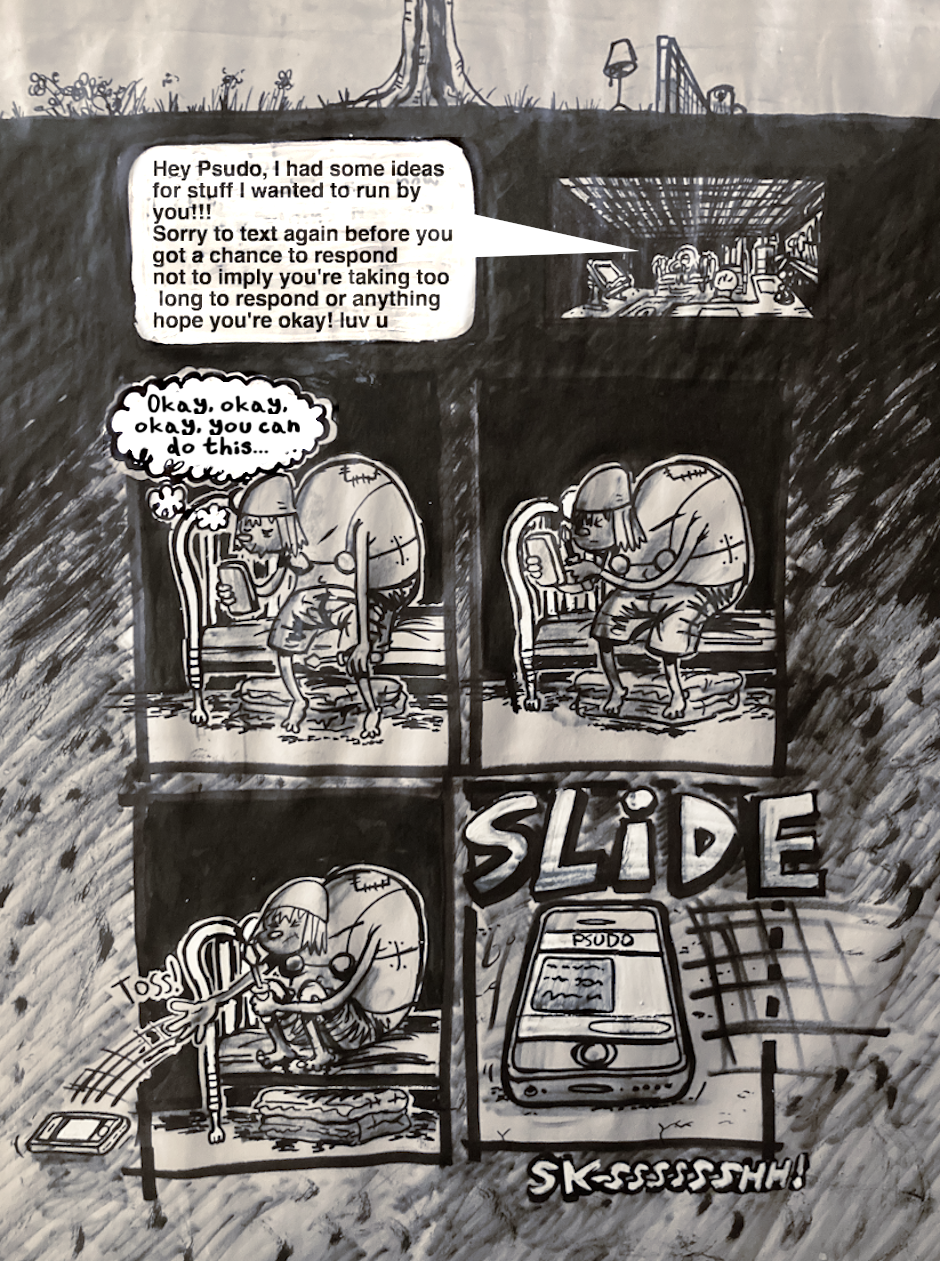 Hey Psudo, I had some ideas
for stuff I wanted to run by
you!!!
Sorry to text again before you
got a chance to respond
not to imply you're taking too
long to respond or anything
hope you're okay! luv u
Okay, okay,
okay, you can
do this...
TOSS!
SLiDE
PSUDO
SK-SSSSSSSHH!